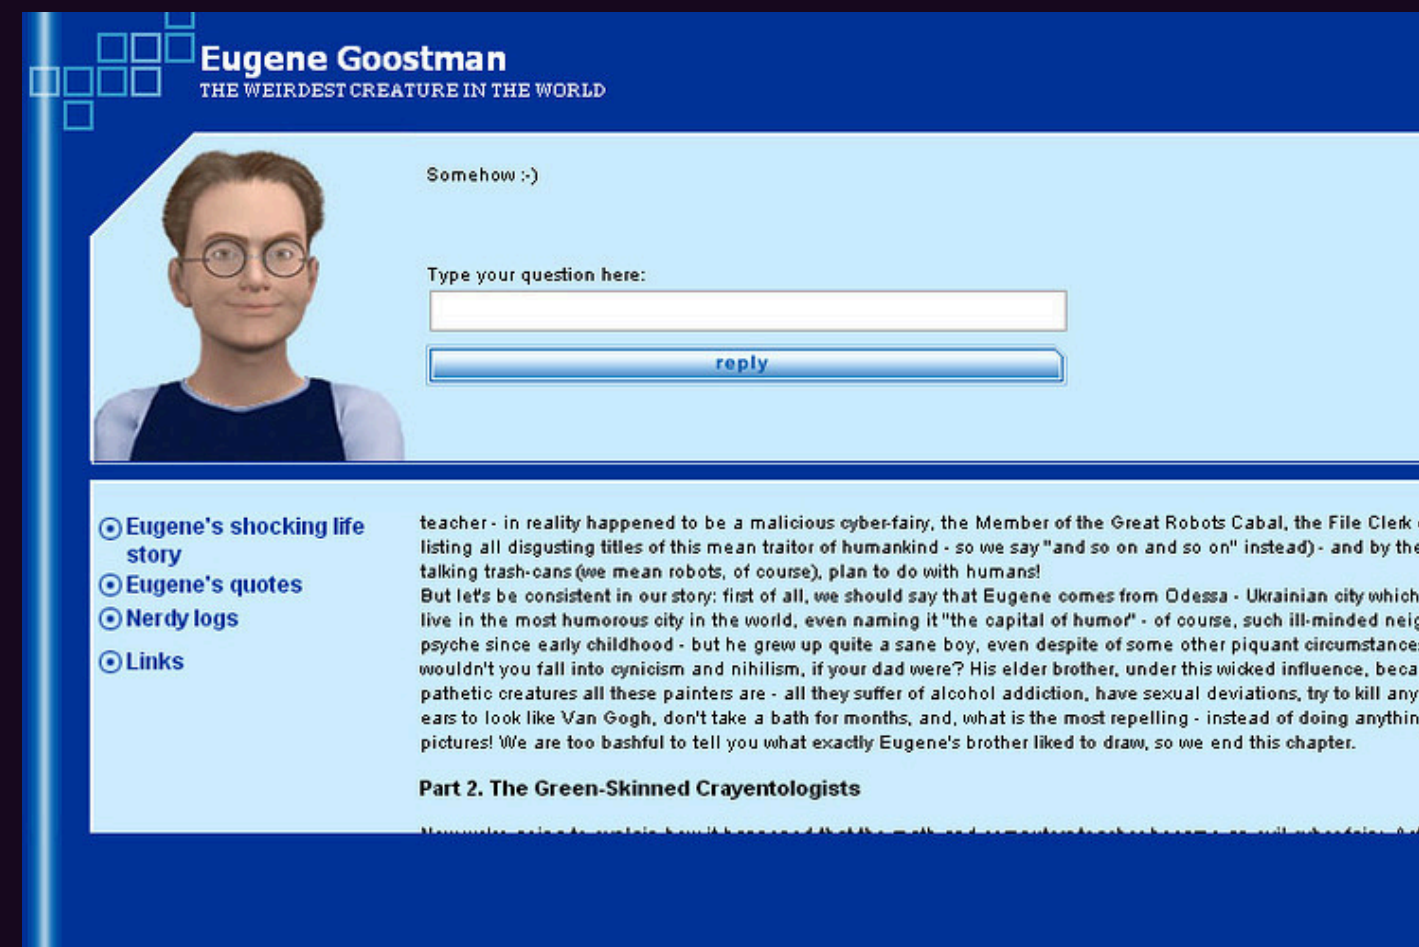 Eugene Goostman
THE WEIRDEST CREATURE IN THE WORLD
Somehow :-)
Type your question here:
reply
Eugene's shocking life
story
Eugene's quotes
Nerdy logs
Links
teacher - in reality happened to be a malicious cyber-fairy, the Member of the Great Robots Cabal, the File Clerk
listing all disgusting titles of this mean traitor of humankind - so we say "and so on and so on" instead) - and by the
talking trash-cans (we mean robots, of course), plan to do with humans!
But let's be consistent in our story: first of all, we should say that Eugene comes from Odessa - Ukrainian city which
live in the most humorous city in the world, even naming it "the capital of humor" - of course, such ill-minded
psyche since early childhood - but he grew up quite a sane boy, even despite of some other piquant
wouldn't you fall into cynicism and nihilism, if your dad were? His elder brother, under this wicked influence,
pathetic creatures all these painters are - all they suffer of alcohol addiction, have sexual deviations, try to kill
ears to look like Van Gogh, don't take a bath for months, and, what is the most repelling - instead of doing
pictures! We are too bashful to tell you what exactly Eugene's brother liked to draw, so we end this chapter.
Part 2. The Green-Skinned Crayentologists